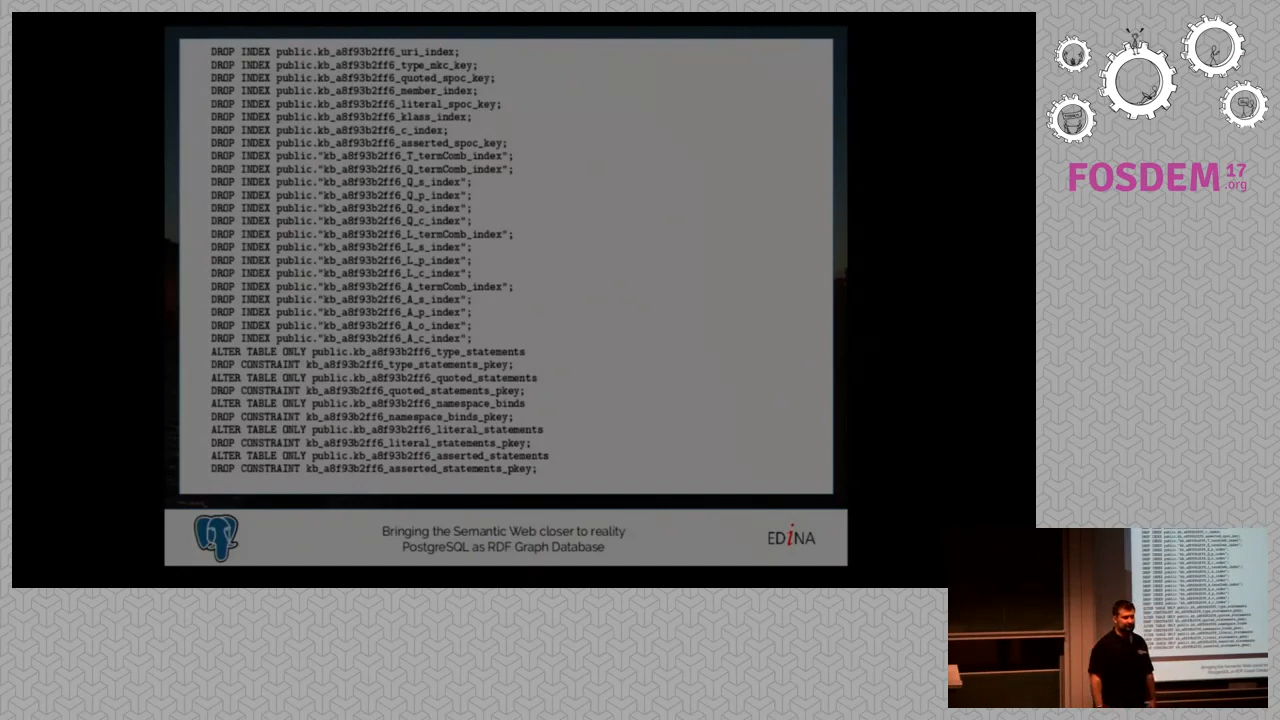 DROP INDEX public.kb_a8f93b2ff6_uri_index;
DROP INDEX public.kb_a8f93b2ff6_type_mkc_key;
DROP INDEX public.kb_a8f93b2ff6_quoted_spoc_key;
DROP INDEX public.kb_a8f93b2ff6_member_index;
DROP INDEX public.kb_a8f93b2ff6_literal_spoc_key;
DROP INDEX public.kb_a8f93b2ff6_klass_index;
DROP INDEX public.kb_a8f93b2ff6_c_index;
DROP INDEX public.kb_a8f93b2ff6_asserted_spoc_key;
DROP INDEX public."kb_a8f93b2ff6_T_termComb_index";
DROP INDEX public."kb_a8f93b2ff6_Q_termComb_index";
DROP INDEX public."kb_a8f93b2ff6_Q_s_index";
DROP INDEX public."kb_a8f93b2ff6_Q_p_index";
DROP INDEX public."kb_a8f93b2ff6_Q_o_index";
DROP INDEX public."kb_a8f93b2ff6_Q_c_index";
DROP INDEX public."kb_a8f93b2ff6_L_termComb_index";
DROP INDEX public."kb_a8f93b2ff6_L_s_index";
DROP INDEX public."kb_a8f93b2ff6_L_p_index";
DROP INDEX public."kb_a8f93b2ff6_L_c_index";
DROP INDEX public."kb_a8f93b2ff6_A_termComb_index";
DROP INDEX public."kb_a8f93b2ff6_A_s_index";
DROP INDEX public."kb_a8f93b2ff6_A_p_index";
DROP INDEX public."kb_a8f93b2ff6_A_o_index";
DROP INDEX public."kb_a8f93b2ff6_A_c_index";
ALTER TABLE ONLY public.kb_a8f93b2ff6_type_statements
DROP CONSTRAINT kb_a8f93b2ff6_type_statements_pkey;
ALTER TABLE ONLY public.kb_a8f93b2ff6_quoted_statements
DROP CONSTRAINT kb_a8f93b2ff6_quoted_statements_pkey;
ALTER TABLE ONLY public.kb_a8f93b2ff6_namespace_binds
DROP CONSTRAINT kb_a8f93b2ff6_namespace_binds_pkey;
ALTER TABLE ONLY public.kb_a8f93b2ff6_literal_statements
DROP CONSTRAINT kb_a8f93b2ff6_literal_statements_pkey;
ALTER TABLE ONLY public.kb_a8f93b2ff6_asserted_statements
DROP CONSTRAINT kb_a8f93b2ff6_asserted_statements_pkey;
Bringing the Semantic Web closer to reality
PostgreSQL as RDF Graph Database
EDINA
FOSDEM 17
.org